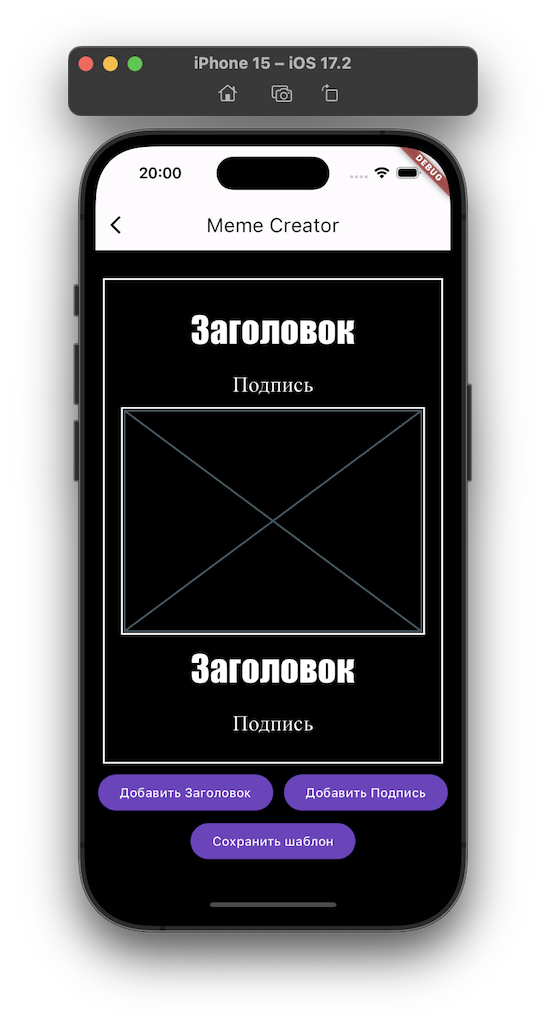 iPhone 15 – iOS 17.2
20:00
DEBUG
Meme Creator
Заголовок
Подпись
Заголовок
Подпись
Добавить Заголовок
Добавить Подпись
Сохранить шаблон